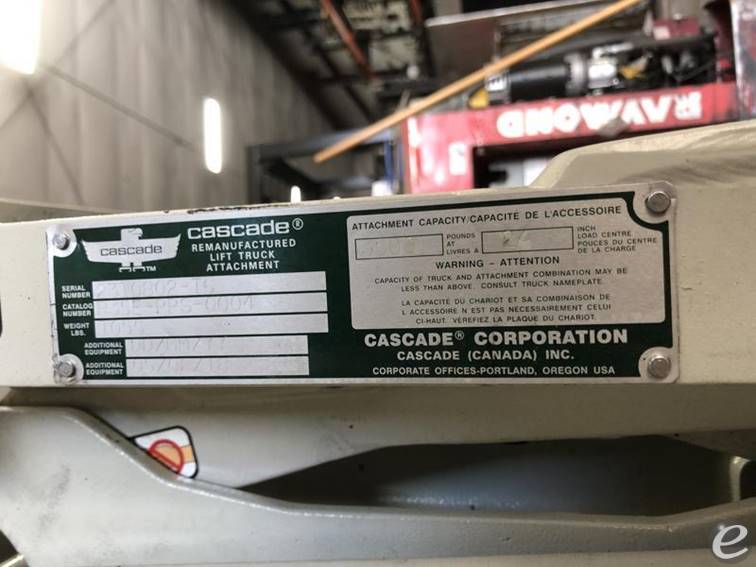 RAYMOND
cascade
TM
cascade®
REMANUFACTURED
LIFT TRUCK
ATTACHMENT
SERIAL
NUMBER
CATALOG
NUMBER
WEIGHT
LBS.
ADDITIONAL
EQUIPMENT
ADDITIONAL
EQUIPMENT
ATTACHMENT CAPACITY/CAPACITÉ DE L'ACCESSOIRE
POUNDS
AT
LIVRES À
24
INCH
LOAD CENTRE
POUCES DU CENTRE
DE LA CHARGE
WARNING – ATTENTION
CAPACITY OF TRUCK AND ATTACHMENT COMBINATION MAY BE
LESS THAN ABOVE. CONSULT TRUCK NAMEPLATE.
LA CAPACITE DU CHARIOT ET SA COMBINAISON DE
L ACCESSOIRE N EST PAS NECESSAIREMENT CELUI
CI-HAUT. VEREFIEZ LA PLAQUE DU CHARIOT.
CASCADE® CORPORATION
CASCADE (CANADA) INC.
CORPORATE OFFICES-PORTLAND, OREGON USA
e